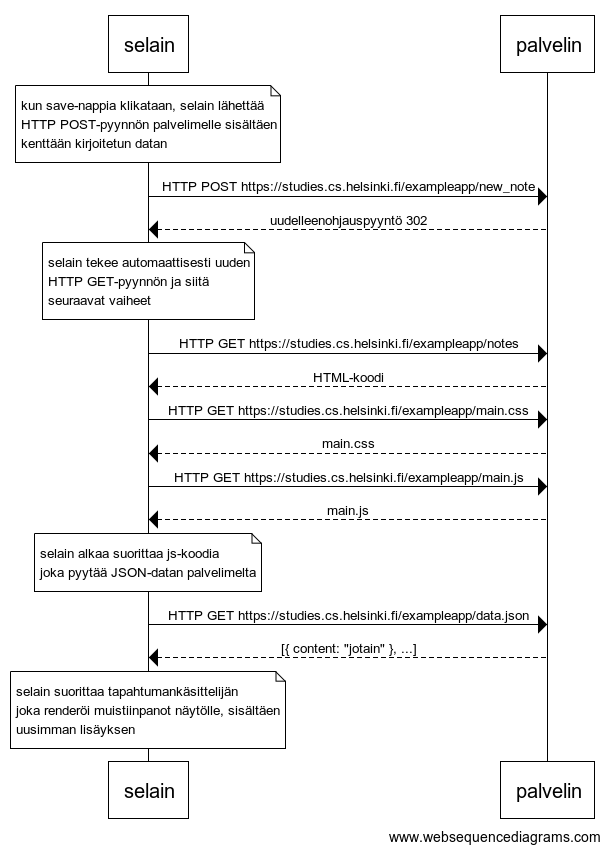 selain palvelin
kun save-nappia klikataan, selain lähettää
HTTP POST-pyynnön palvelimelle sisältäen
kenttään kirjoitetun datan
HTTP POST https://studies.cs.helsinki.fi/exampleapp/new_note
uudelleenohjauspyyntö 302
selain tekee automaattisesti uuden
HTTP GET-pyynnön ja siitä
seuraavat vaiheet
HTTP GET https://studies.cs.helsinki.fi/exampleapp/notes
HTML-koodi
HTTP GET https://studies.cs.helsinki.fi/exampleapp/main.css
main.css
HTTP GET https://studies.cs.helsinki.fi/exampleapp/main.js
main.js
selain alkaa suorittaa js-koodia
joka pyytää JSON-datan palvelimelta
HTTP GET https://studies.cs.helsinki.fi/exampleapp/data.json
[{ content: "jotain" }, ...]
selain suorittaa tapahtumankäsittelijän
joka renderöi muistiinpanot näytölle, sisältäen
uusimman lisäyksen
selain palvelin
www.websequencediagrams.com